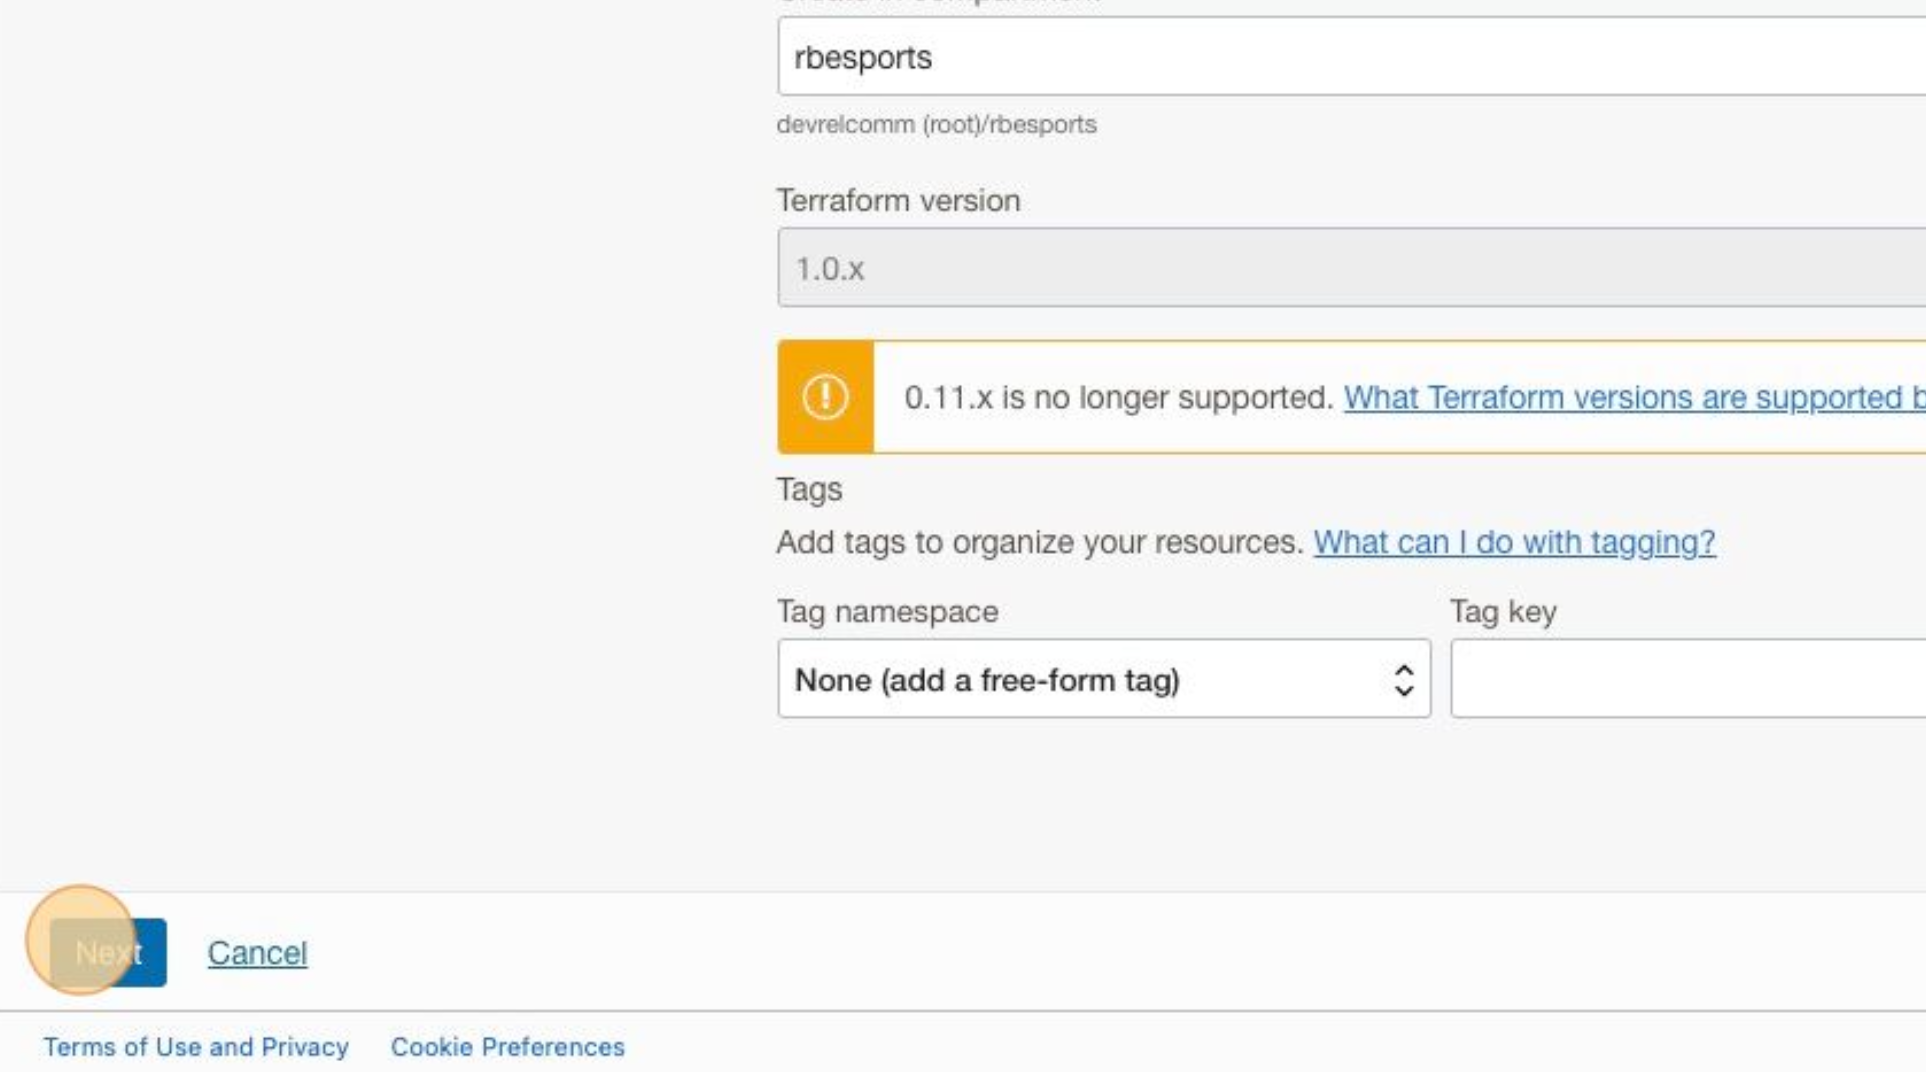 rbesports
devrelcomm (root)/rbesports
Terraform version
1.0.x
0.11.x is no longer supported. What Terraform versions are supported
Tags
Add tags to organize your resources. What can I do with tagging?
Tag namespace
Tag key
None (add a free-form tag)
Next
Cancel
Terms of Use and Privacy
Cookie Preferences